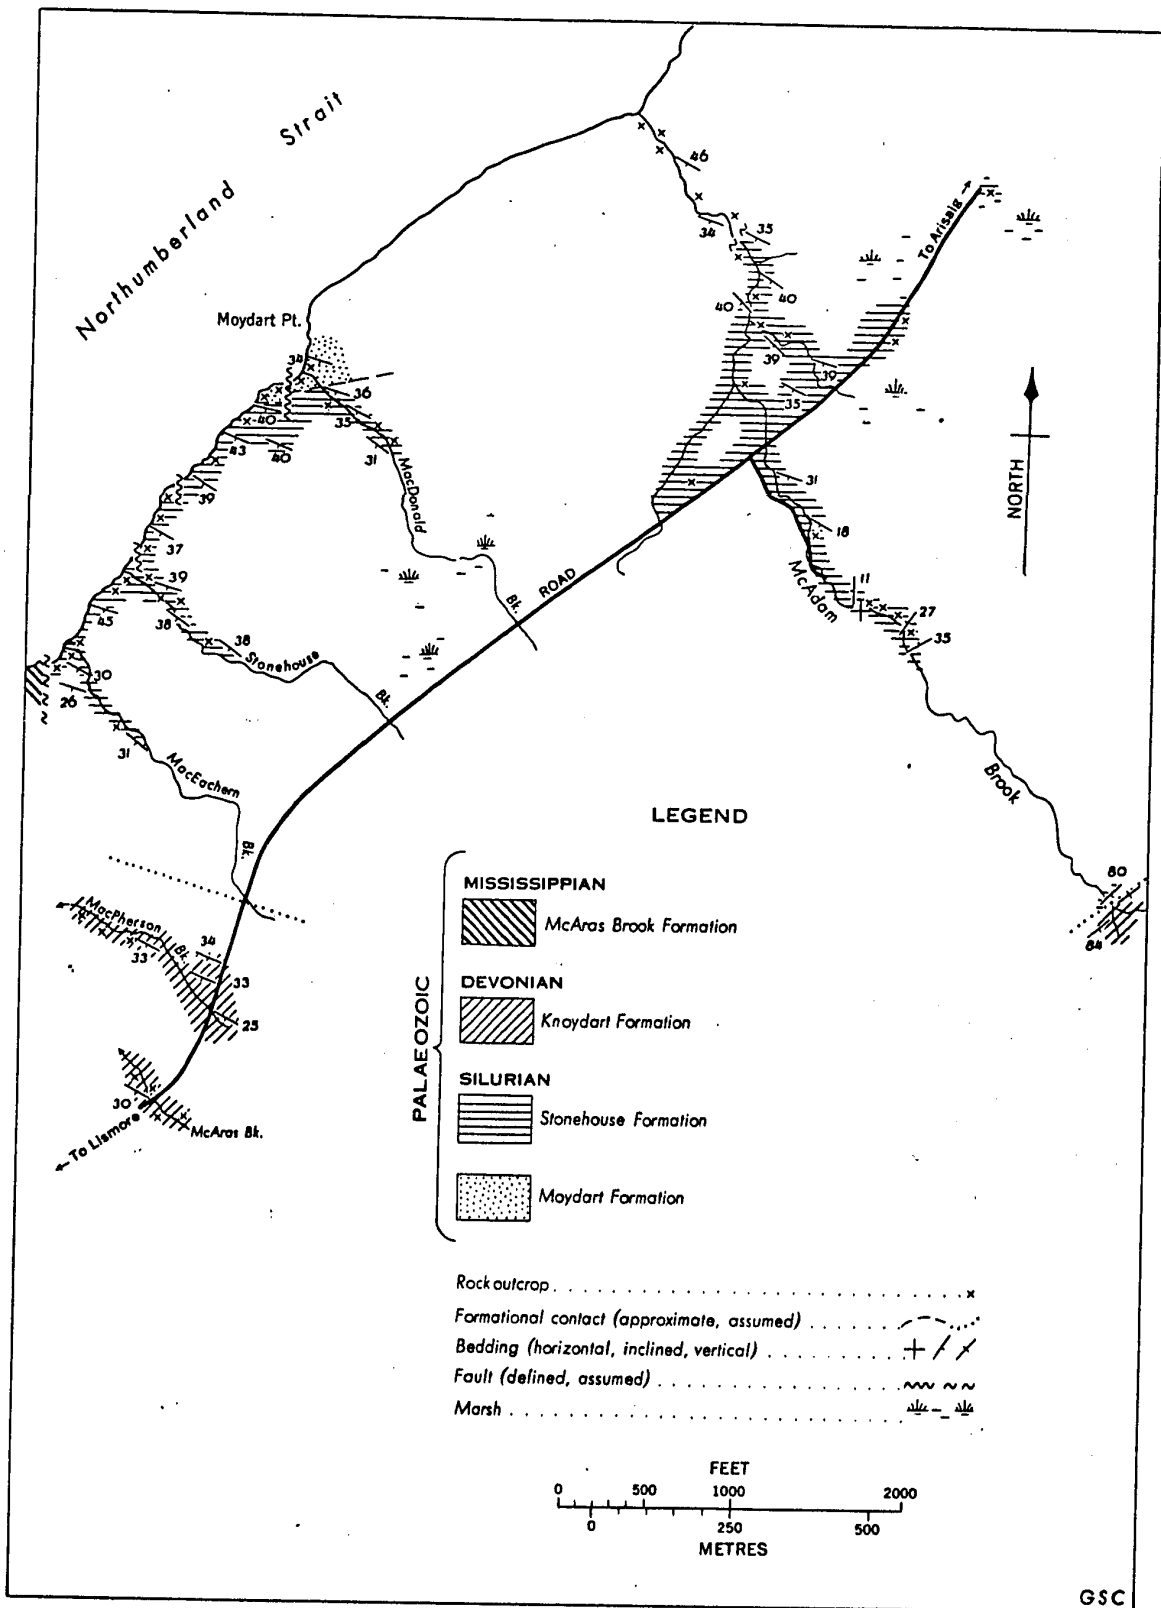 Northumberland Strait
46
34
35
To Arisaig
40
40
Moydart Pt.
34
39
39
36
35
40
35
43
40
31
MacDonald
Bk.
NORTH
39
31
18
37
McAdam
11
ROAD
39
27
45
38
38
35
Stonehouse
Bk.
30
26
31
MacEachern
Bk.
Brook
LEGEND
80
84
MacPherson
Bk.
34
33
33
25
30
McAras Bk.
To Lismore
PALAEOZOIC
MISSISSIPPIAN
McAras Brook Formation
DEVONIAN
Knoydart Formation
SILURIAN
Stonehouse Formation
Moydart Formation
Rock outcrop . . . . . . . . . . . . . . . . . . . . x
Formational contact (approximate, assumed) . . . . . . .
Bedding (horizontal, inclined, vertical) . . . . . . . . . .
Fault (defined, assumed) . . . . . . . . . . . . . . . . .
Marsh . . . . . . . . . . . . . . . . . . . . . . . . . .
FEET
0 500 1000 2000
0 250 500
METRES
GSC